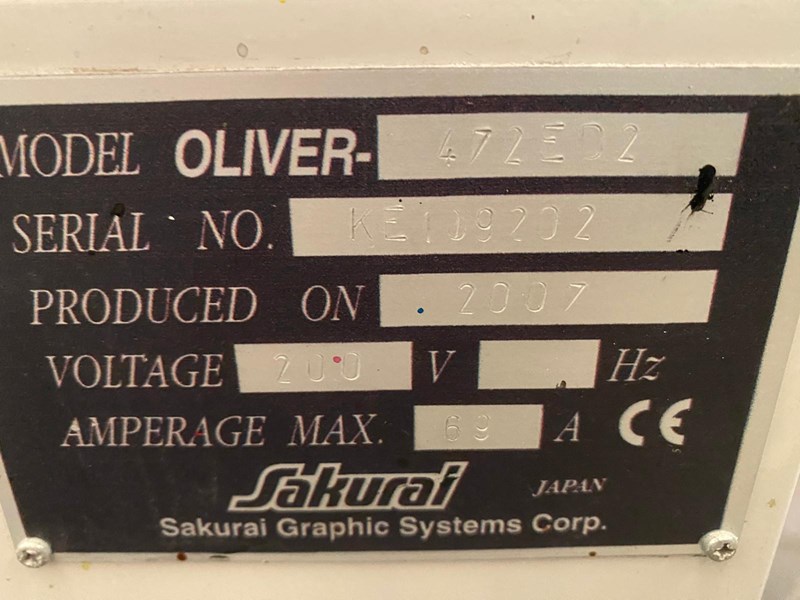 MODEL OLIVER-472ED2
SERIAL NO. KE109202
PRODUCED ON 2007
VOLTAGE 200 V Hz
AMPERAGE MAX. 69 A CE
Sakurai JAPAN
Sakurai Graphic Systems Corp.